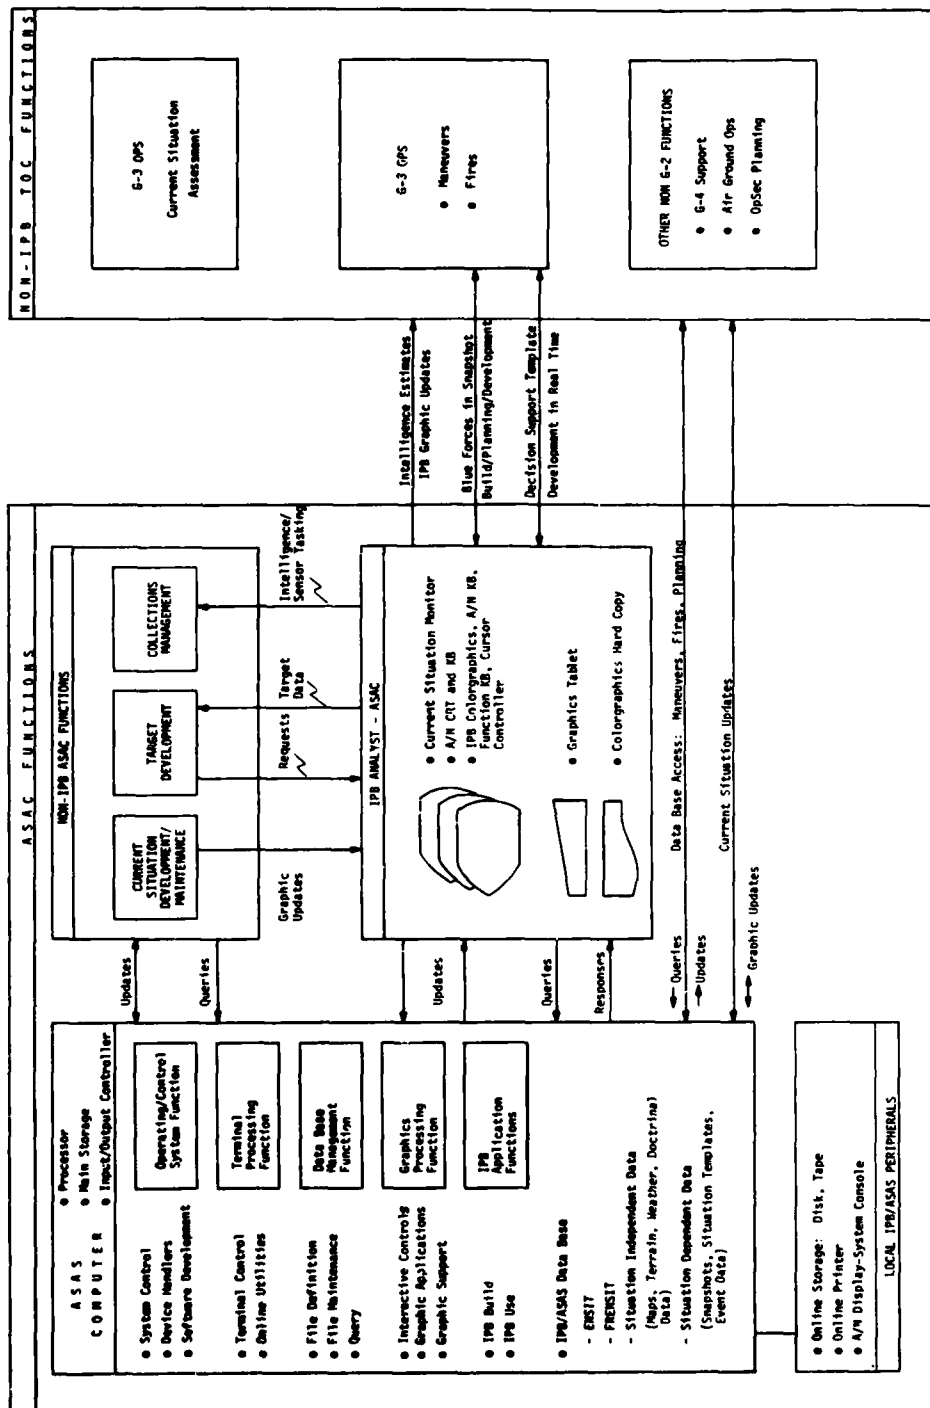 ASAC FUNCTIONS
ASAS
COMPUTER
● Processor
● Main Storage
● Input/Output Controller
● System Control
● Device Handlers
● Software Development
Operating/Control
System Function
● Terminal Control
● Online Utilities
Terminal
Processing
Function
● File Definition
● File Maintenance
● Query
Data Base
Management
Function
● Interactive Controls
● Graphic Applications
● Graphic Support
Graphics
Processing
Function
● IPB Build
● IPB Use
IPB
Application
Functions
● IPB/ASAS Data Base
- ENSIT
- FRENSIT
- Situation Independent Data
(Maps, Terrain, Weather, Doctrinal
Data)
- Situation Dependent Data
(Snapshots, Situation Templates,
Event Data)
● Online Storage: Disk, Tape
● Online Printer
● A/N Display-System Console
LOCAL IPB/ASAS PERIPHERALS
Updates
Queries
Updates
Queries
Responses
Queries
Updates
Graphic Updates
NON-IPB ASAC FUNCTIONS
CURRENT
SITUATION
DEVELOPMENT/
MAINTENANCE
TARGET
DEVELOPMENT
COLLECTIONS
MANAGEMENT
Graphic
Updates
Requests
Target
Data
Intelligence/
Sensor Tasking
IPB ANALYST - ASAC
● Current Situation Monitor
● A/N CRT and KB
● IPB Colorgraphics, A/N KB,
Function KB, Cursor
Controller
● Graphics Tablet
● Colorgraphics Hard Copy
Data Base Access: Maneuvers, Fires, Planning
Current Situation Updates
Intelligence Estimates
IPB Graphic Updates
Blue Forces in Snapshot
Build/Planning/Development
Decision Support Template
Development in Real Time
NON-IPB TOC FUNCTIONS
G-3 OPS
Current Situation
Assessment
G-3 OPS
● Maneuvers
● Fires
OTHER NON G-2 FUNCTIONS
● G-4 Support
● Air Ground Ops
● OpSec Planning